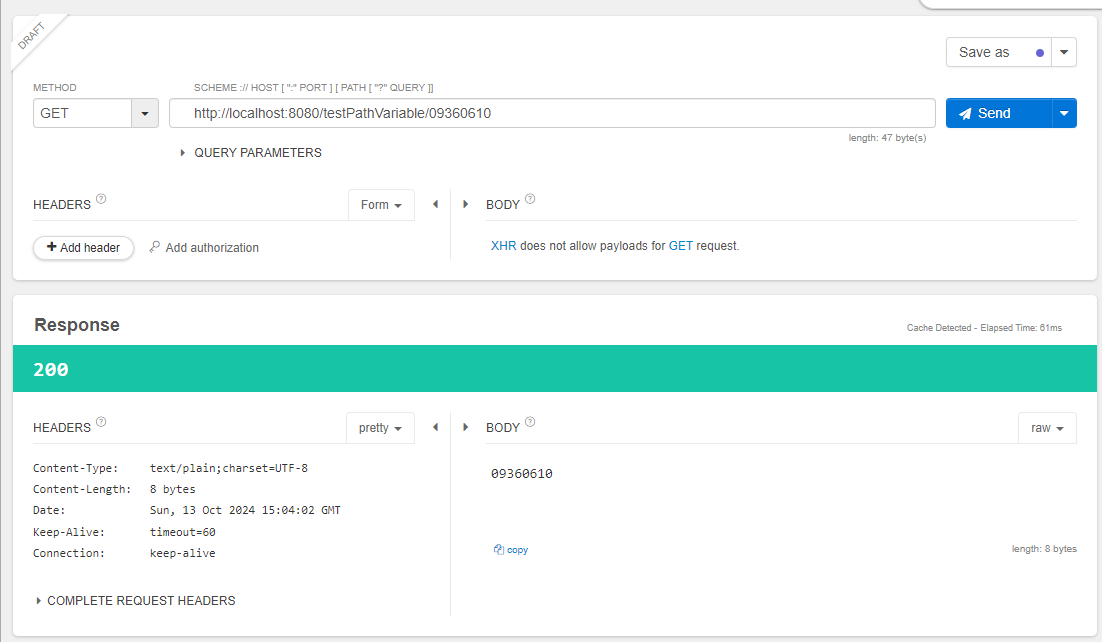 DRAFT
Save as
METHOD
SCHEME :// HOST [ ":" PORT ] [ PATH [ "?" QUERY ]]
GET
http://localhost:8080/testPathVariable/09360610
Send
length: 47 byte(s)
QUERY PARAMETERS
HEADERS ?
Form
BODY ?
+ Add header
Add authorization
XHR does not allow payloads for GET request.
Response
Cache Detected - Elapsed Time: 61ms
200
HEADERS ?
pretty
BODY ?
raw
Content-Type: text/plain;charset=UTF-8
Content-Length: 8 bytes
Date: Sun, 13 Oct 2024 15:04:02 GMT
Keep-Alive: timeout=60
Connection: keep-alive
09360610
copy
length: 8 bytes
COMPLETE REQUEST HEADERS